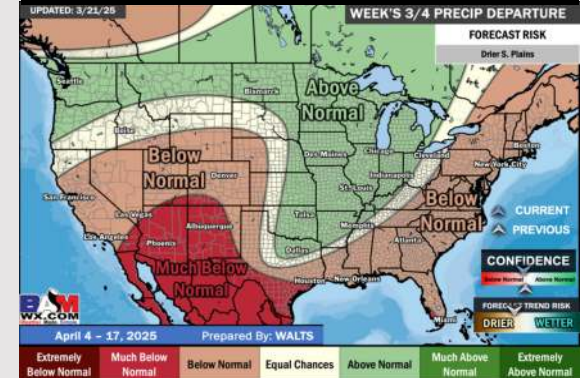 UPDATED: 3/21/25
WEEK'S 3/4 PRECIP DEPARTURE
FORECAST RISK
Drier S. Plains
Seattle
Bismarck
Above
Normal
Boise
Below
Normal
Des Moines
Chicago
Cleveland
Boston
New York City
Denver
Indianapolis
St. Louis
San Francisco
Las Vegas
Below
Normal
Los Angeles
Albuquerque
Tulsa
Memphis
Phoenix
Atlanta
Dallas
Much Below
Normal
Houston
New Orleans
Miami
CURRENT
PREVIOUS
CONFIDENCE
Below Normal
Above Normal
FORECAST TREND RISK
DRIER
WETTER
BAM
WX.COM
April 4 – 17, 2025
Prepared By: WALTS
Extremely
Below Normal
Much Below
Normal
Below Normal
Equal Chances
Above Normal
Much Above
Normal
Extremely
Above Normal